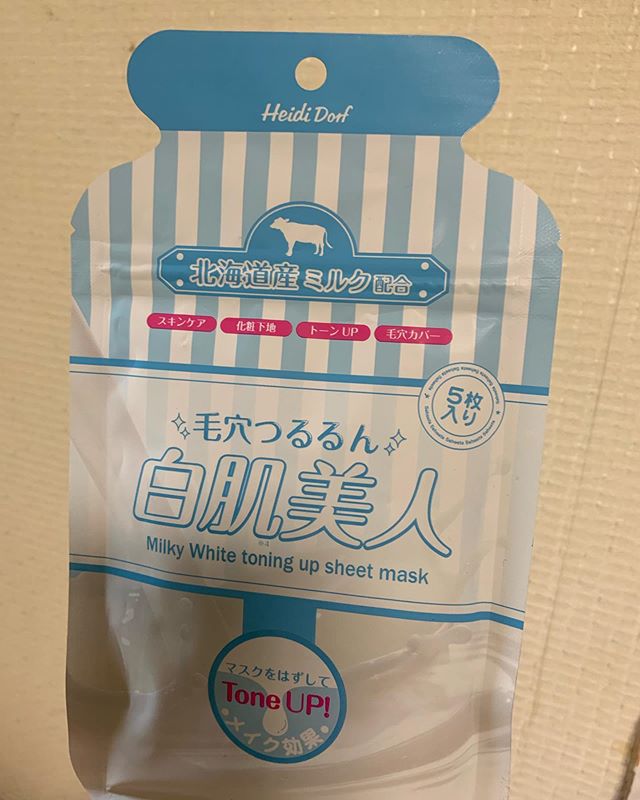 Heidi Dorf
北海道産 ミルク配合
スキンケア 化粧下地 トーンUP 毛穴カバー
5枚
入り
毛穴つるるん
白肌美人
※4
Milky White toning up sheet mask
マスクをはずして
Tone UP!
メイク効果